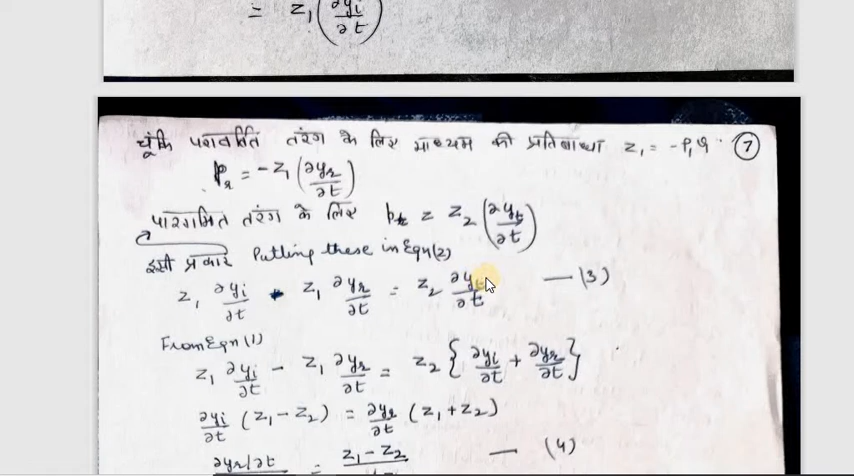 = Z₁ (∂yᵢ/∂t)
चूंकि परावर्तित तरंग के लिए माध्यम की प्रतिबाधा Z₁ = -ρ₁ϑ. (7)
pᵣ = -Z₁ (∂yᵣ/∂t)
पारगमित तरंग के लिए pₜ = Z₂ (∂yₜ/∂t)
इसी प्रकार Putting these in Eqn(2)
Z₁ ∂yᵢ/∂t - Z₁ ∂yᵣ/∂t = Z₂ ∂yₜ/∂t — (3)
From Eqn (1)
Z₁ ∂yᵢ/∂t - Z₁ ∂yᵣ/∂t = Z₂ {∂yᵢ/∂t + ∂yᵣ/∂t}
∂yᵢ/∂t (Z₁ - Z₂) = ∂yᵣ/∂t (Z₁ + Z₂)
∂yᵣ/∂t = Z₁ - Z₂ — (4)